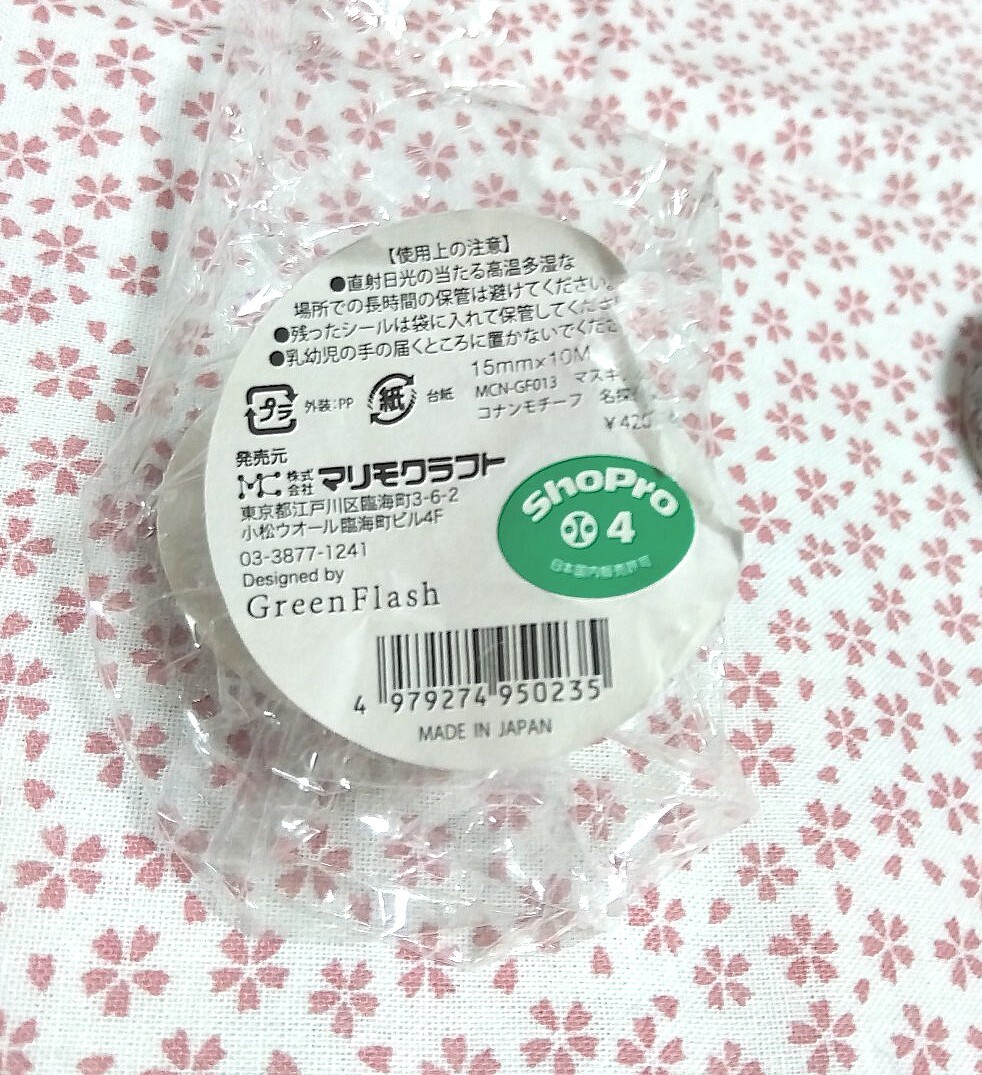 【使用上の注意】
●直射日光の当たる高温多湿な
場所での長時間の保管は避けてください。
●残ったシールは袋に入れて保管してくださ
●乳幼児の手の届くところに置かないでくださ
15mm×10M
プラ 外装:PP 紙 台紙
MCN-GF013 マスキ
コナンモチーフ 名探
¥420
発売元
MC 株式会社 マリモクラフト
東京都江戸川区臨海町3-6-2
小松ウオール臨海町ビル4F
03-3877-1241
Designed by
GreenFlash
ShoPro
4
日本国内販売許可
4 979274 950235
MADE IN JAPAN